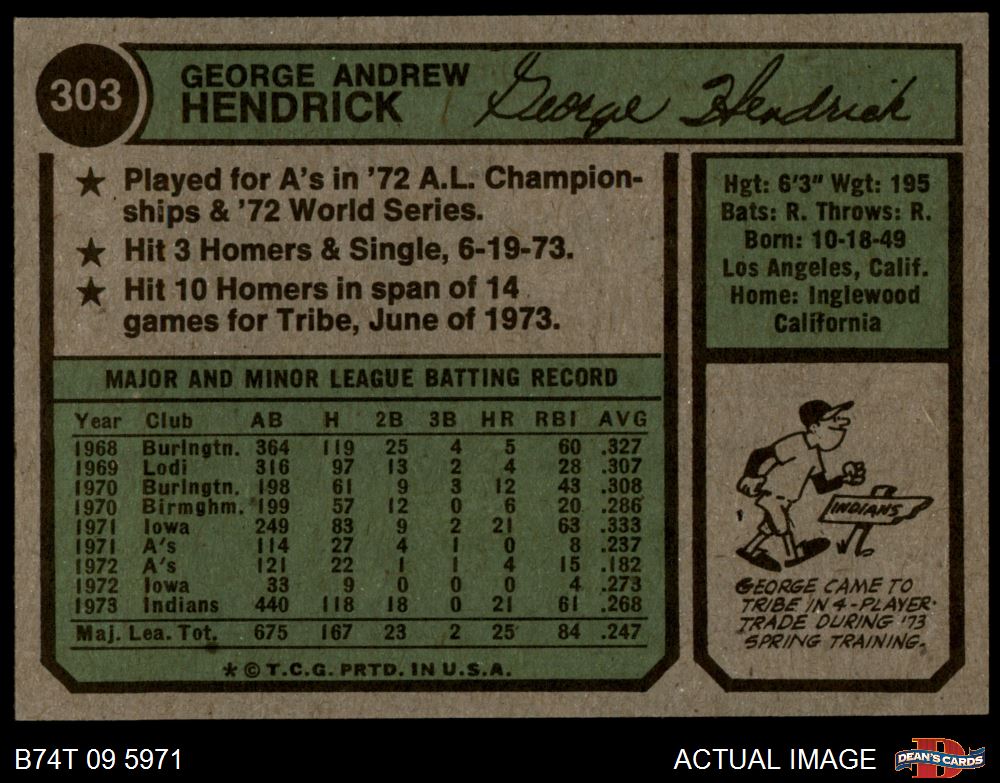 303
GEORGE ANDREW
HENDRICK
George Hendrick
★ Played for A's in '72 A.L. Champion-
ships & '72 World Series.
★ Hit 3 Homers & Single, 6-19-73.
★ Hit 10 Homers in span of 14
games for Tribe, June of 1973.
Hgt: 6'3" Wgt: 195
Bats: R. Throws: R.
Born: 10-18-49
Los Angeles, Calif.
Home: Inglewood
California
MAJOR AND MINOR LEAGUE BATTING RECORD
Year Club AB H 2B 3B HR RBI AVG
1968 Burlngtn. 364 119 25 4 5 60 .327
1969 Lodi 316 97 13 2 4 28 .307
1970 Burlngtn. 198 61 9 3 12 43 .308
1970 Birmghm. 199 57 12 0 6 20 .286
1971 Iowa 249 83 9 2 21 63 .333
1971 A's 114 27 4 1 0 8 .237
1972 A's 121 22 1 1 4 15 .182
1972 Iowa 33 9 0 0 0 4 .273
1973 Indians 440 118 18 0 21 61 .268
Maj. Lea. Tot. 675 167 23 2 25 84 .247
* © T.C.G. PRTD. IN U.S.A.
INDIANS
GEORGE CAME TO
TRIBE IN 4-PLAYER
TRADE DURING '73
SPRING TRAINING.
B74T 09 5971
ACTUAL IMAGE
D
DEAN'S CARDS